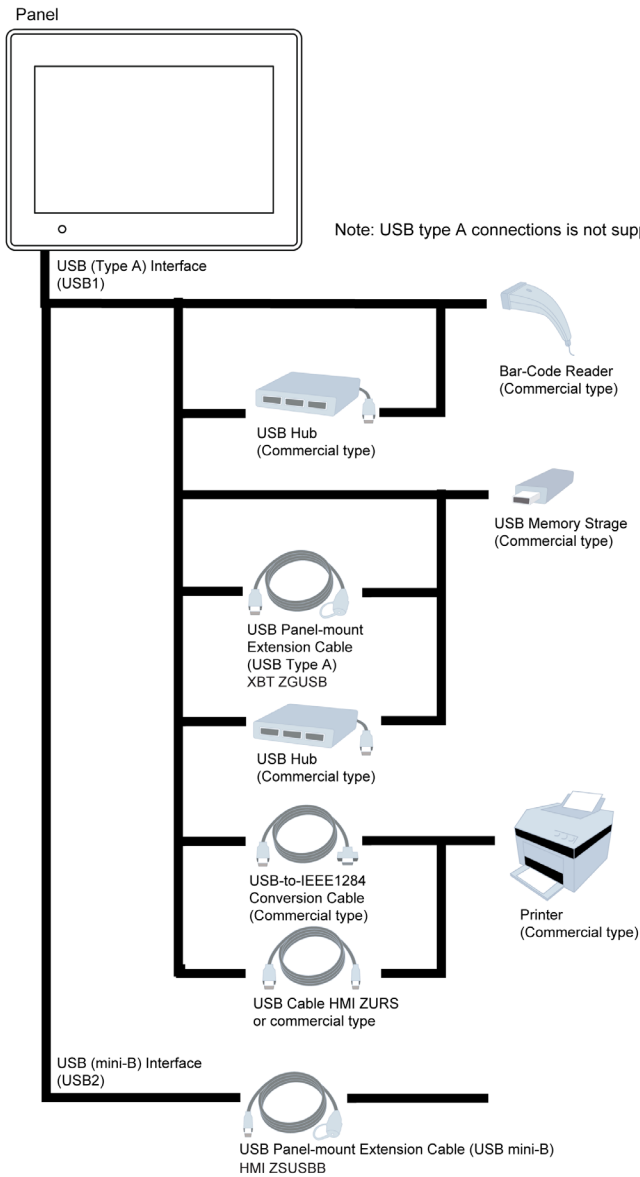 Panel
Note: USB type A connections is not
USB (Type A) Interface
(USB1)
Bar-Code Reader
(Commercial type)
USB Hub
(Commercial type)
USB Memory Strage
(Commercial type)
USB Panel-mount
Extension Cable
(USB Type A)
XBT ZGUSB
USB Hub
(Commercial type)
USB-to-IEEE1284
Conversion Cable
(Commercial type)
Printer
(Commercial type)
USB Cable HMI ZURS
or commercial type
USB (mini-B) Interface
(USB2)
USB Panel-mount Extension Cable (USB mini-B)
HMI ZSUSBB